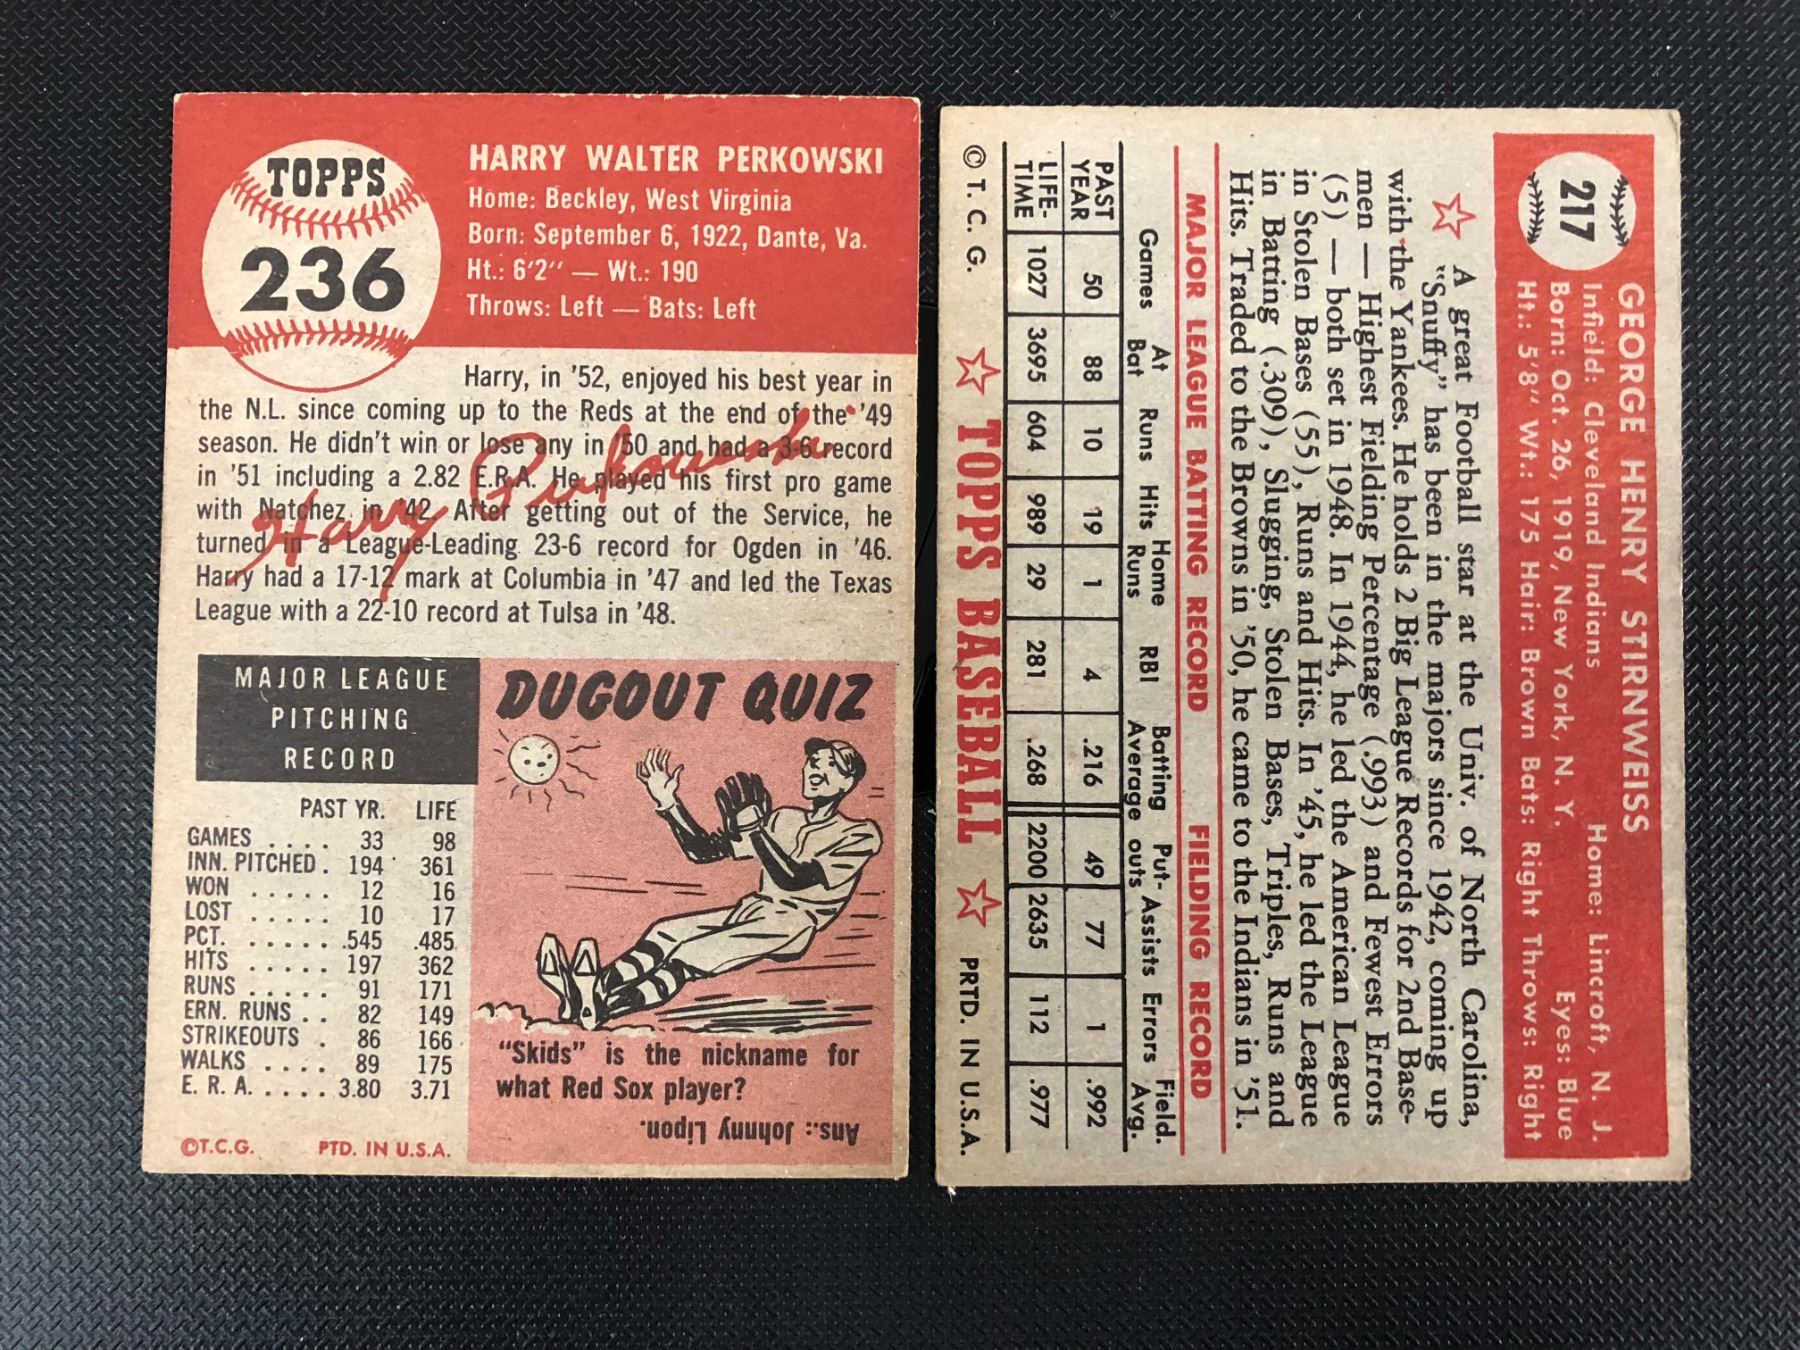 TOPPS
236
HARRY WALTER PERKOWSKI
Home: Beckley, West Virginia
Born: September 6, 1922, Dante, Va.
Ht.: 6'2" — Wt.: 190
Throws: Left — Bats: Left
Harry, in '52, enjoyed his best year in
the N.L. since coming up to the Reds at the end of the '49
season. He didn't win or lose any in '50 and had a 3-6 record
in '51 including a 2.82 E.R.A. He played his first pro game
with Natchez in '42. After getting out of the Service, he
turned in a League-Leading 23-6 record for Ogden in '46.
Harry had a 17-12 mark at Columbia in '47 and led the Texas
League with a 22-10 record at Tulsa in '48.
Harry Perkowski
MAJOR LEAGUE
PITCHING
RECORD
PAST YR. LIFE
GAMES .... 33 98
INN. PITCHED . 194 361
WON ..... 12 16
LOST ..... 10 17
PCT. ..... .545 .485
HITS ..... 197 362
RUNS ..... 91 171
ERN. RUNS .. 82 149
STRIKEOUTS . 86 166
WALKS .... 89 175
E. R. A. .... 3.80 3.71
©T.C.G. PTD. IN U.S.A.
DUGOUT QUIZ
"Skids" is the nickname for
what Red Sox player?
Ans.: Johnny Lipon.
217
GEORGE HENRY STIRNWEISS
Infield: Cleveland Indians Home: Lincroft, N. J.
Born: Oct. 26, 1919, New York, N. Y. Eyes: Blue
Ht.: 5'8" Wt.: 175 Hair: Brown Bats: Right Throws: Right
A great Football star at the Univ. of North Carolina,
"Snuffy" has been in the majors since 1942, coming up
with the Yankees. He holds 2 Big League Records for 2nd Base-
men — Highest Fielding Percentage (.993) and Fewest Errors
(5) — both set in 1948. In 1944, he led the American League
in Stolen Bases (55), Runs and Hits. In '45, he led the League
in Batting (.309), Slugging, Stolen Bases, Triples, Runs and
Hits. Traded to the Browns in '50, he came to the Indians in '51.
MAJOR LEAGUE BATTING RECORD FIELDING RECORD
Games At Bat Runs Hits Home Runs RBI Batting Average Put-outs Assists Errors Field. Avg.
PAST YEAR 50 88 10 19 1 4 .216 49 77 1 .992
LIFE-TIME 1027 3695 604 989 29 281 .268 2200 2635 112 .977
© T. C. G. TOPPS BASEBALL PRTD. IN U.S.A.